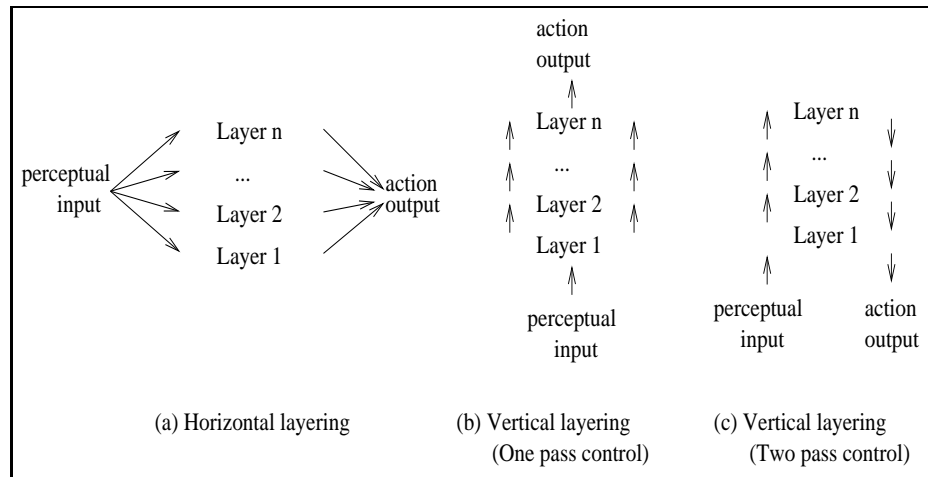 perceptual
input
Layer n
...
Layer 2
Layer 1
action
output
(a) Horizontal layering
action
output
Layer n
...
Layer 2
Layer 1
perceptual
input
(b) Vertical layering
(One pass control)
Layer n
...
Layer 2
Layer 1
perceptual
input
action
output
(c) Vertical layering
(Two pass control)